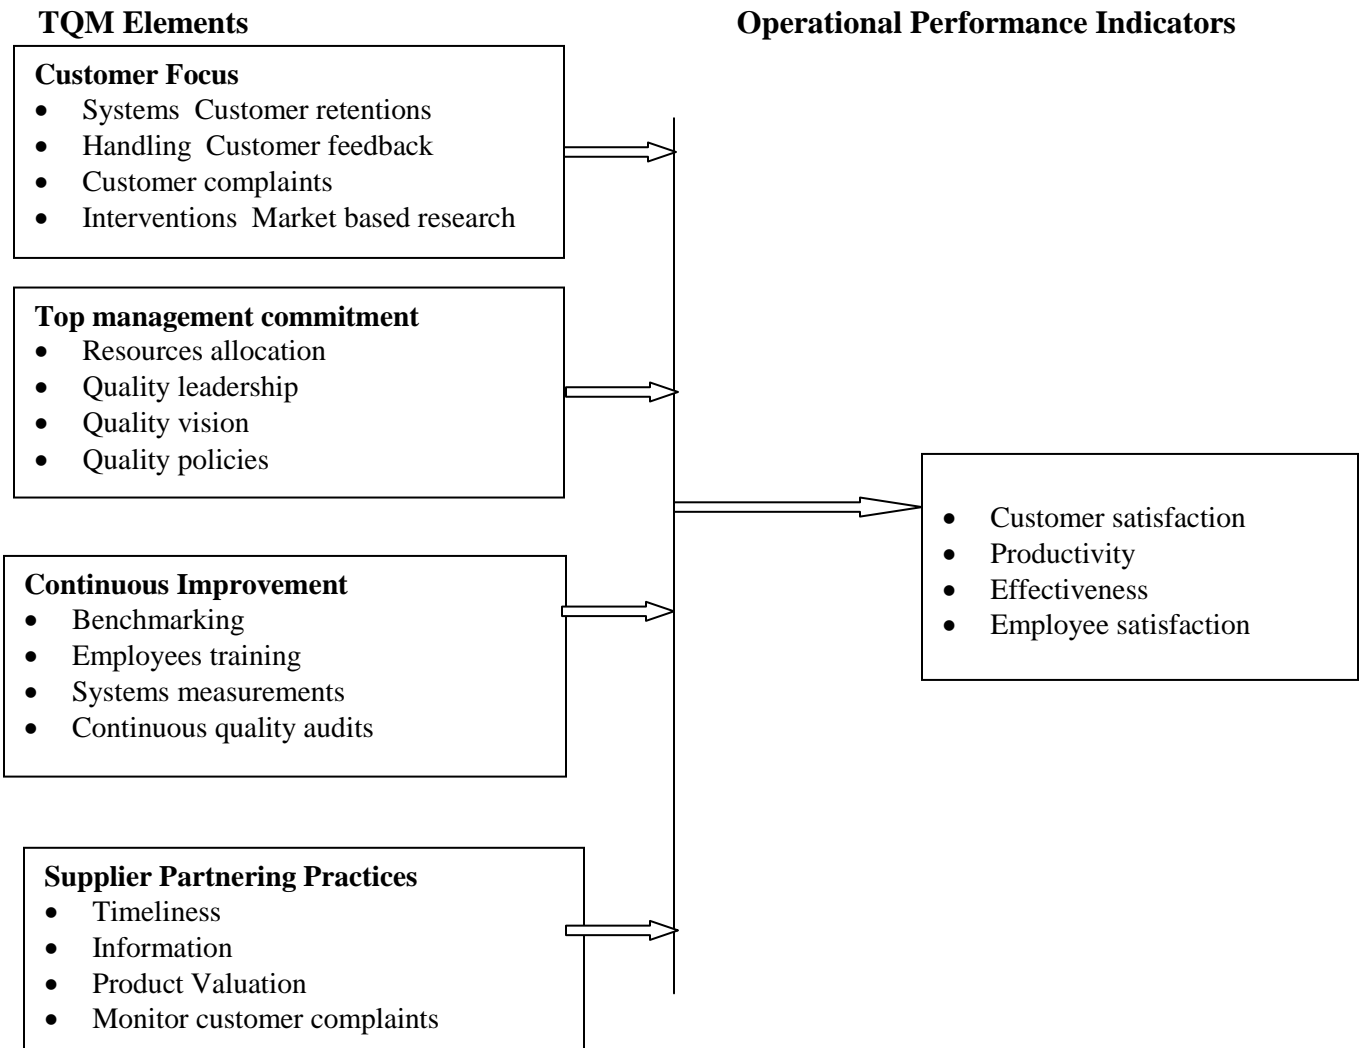 TQM Elements
Operational Performance Indicators
Customer Focus
• Systems  Customer retentions
• Handling  Customer feedback
• Customer complaints
• Interventions  Market based research
Top management commitment
• Resources allocation
• Quality leadership
• Quality vision
• Quality policies
• Customer satisfaction
• Productivity
• Effectiveness
• Employee satisfaction
Continuous Improvement
• Benchmarking
• Employees training
• Systems measurements
• Continuous quality audits
Supplier Partnering Practices
• Timeliness
• Information
• Product Valuation
• Monitor customer complaints